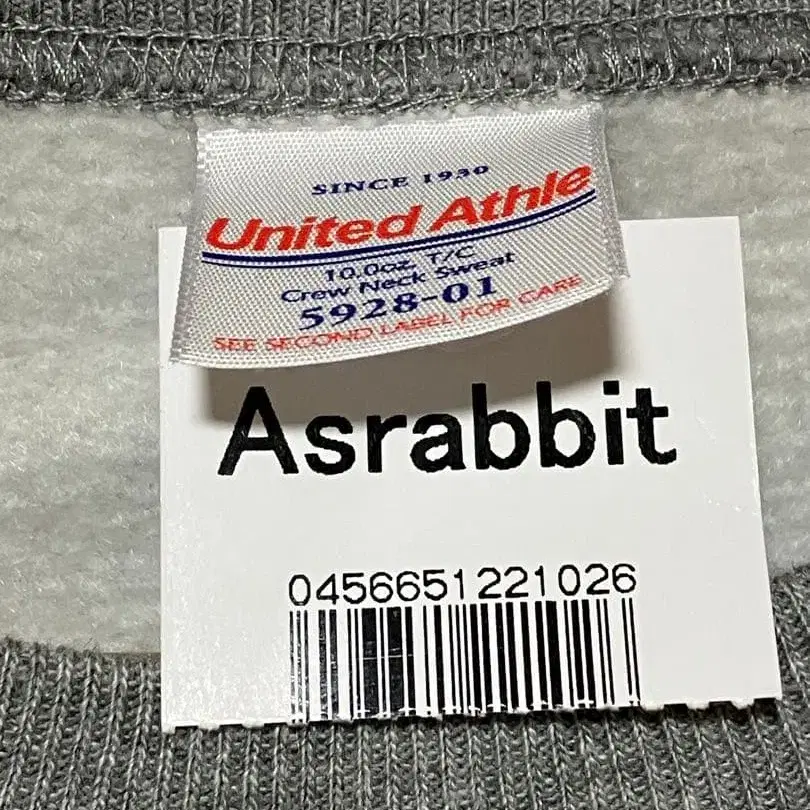 SINCE 1930
United Athle
10.0oz T/C
Crew Neck Sweat
5928-01
SEE SECOND LABEL FOR CARE
Asrabbit
0456651221026